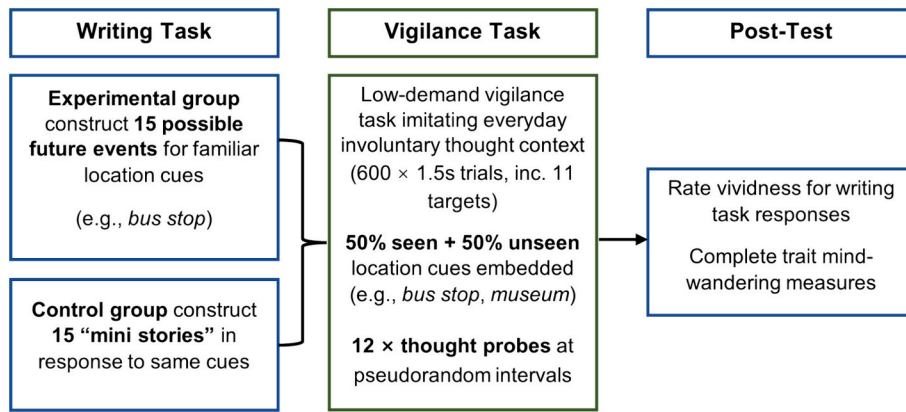 Writing Task
Experimental group
construct 15 possible
future events for familiar
location cues
(e.g., bus stop)
Control group construct
15 “mini stories” in
response to same cues
Vigilance Task
Low-demand vigilance
task imitating everyday
involuntary thought context
(600 × 1.5s trials, inc. 11
targets)
50% seen + 50% unseen
location cues embedded
(e.g., bus stop, museum)
12 × thought probes at
pseudorandom intervals
Post-Test
Rate vividness for writing
task responses
Complete trait mind-
wandering measures